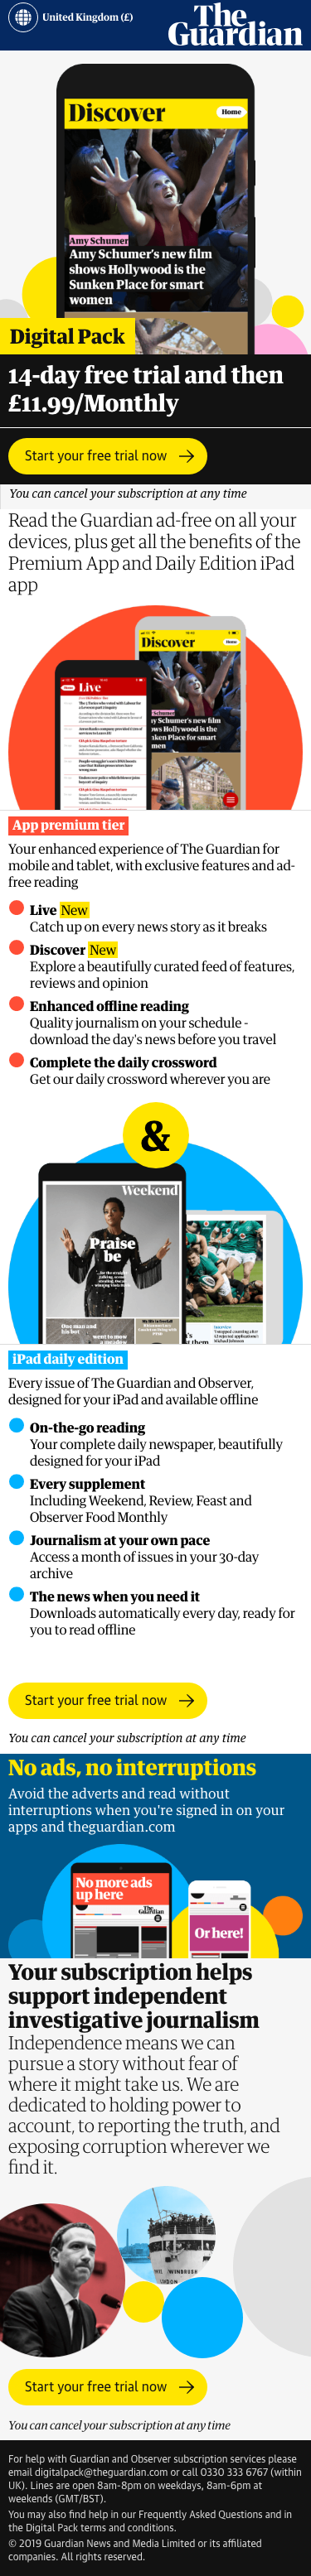 United Kingdom (£)
The
Guardian
Discover
Home
Amy Schumer
Amy Schumer's new film
shows Hollywood is the
Sunken Place for smart
women
Digital Pack
14-day free trial and then
£11.99/Monthly
Start your free trial now
You can cancel your subscription at any time
Read the Guardian ad-free on all your
devices, plus get all the benefits of the
Premium App and Daily Edition iPad
app
Discover
Home
Live
Schumer
y Schumer's new film
ws Hollywood is the
ken Place for smart
men
App premium tier
Your enhanced experience of The Guardian for
mobile and tablet, with exclusive features and ad-
free reading
Live New
Catch up on every news story as it breaks
Discover New
Explore a beautifully curated feed of features,
reviews and opinion
Enhanced offline reading
Quality journalism on your schedule -
download the day's news before you travel
Complete the daily crossword
Get our daily crossword wherever you are
&
Weekend
Praise
be
iPad daily edition
Every issue of The Guardian and Observer,
designed for your iPad and available offline
On-the-go reading
Your complete daily newspaper, beautifully
designed for your iPad
Every supplement
Including Weekend, Review, Feast and
Observer Food Monthly
Journalism at your own pace
Access a month of issues in your 30-day
archive
The news when you need it
Downloads automatically every day, ready for
you to read offline
Start your free trial now
You can cancel your subscription at any time
No ads, no interruptions
Avoid the adverts and read without
interruptions when you're signed in on your
apps and theguardian.com
No more ads
up here
The
Guardian
Or here!
Your subscription helps
support independent
investigative journalism
Independence means we can
pursue a story without fear of
where it might take us. We are
dedicated to holding power to
account, to reporting the truth, and
exposing corruption wherever we
find it.
Start your free trial now
You can cancel your subscription at any time
For help with Guardian and Observer subscription services please
email digitalpack@theguardian.com or call 0330 333 6767 (within
UK). Lines are open 8am-8pm on weekdays, 8am-6pm at
weekends (GMT/BST).
You may also find help in our Frequently Asked Questions and in
the Digital Pack terms and conditions.
© 2019 Guardian News and Media Limited or its affiliated
companies. All rights reserved.